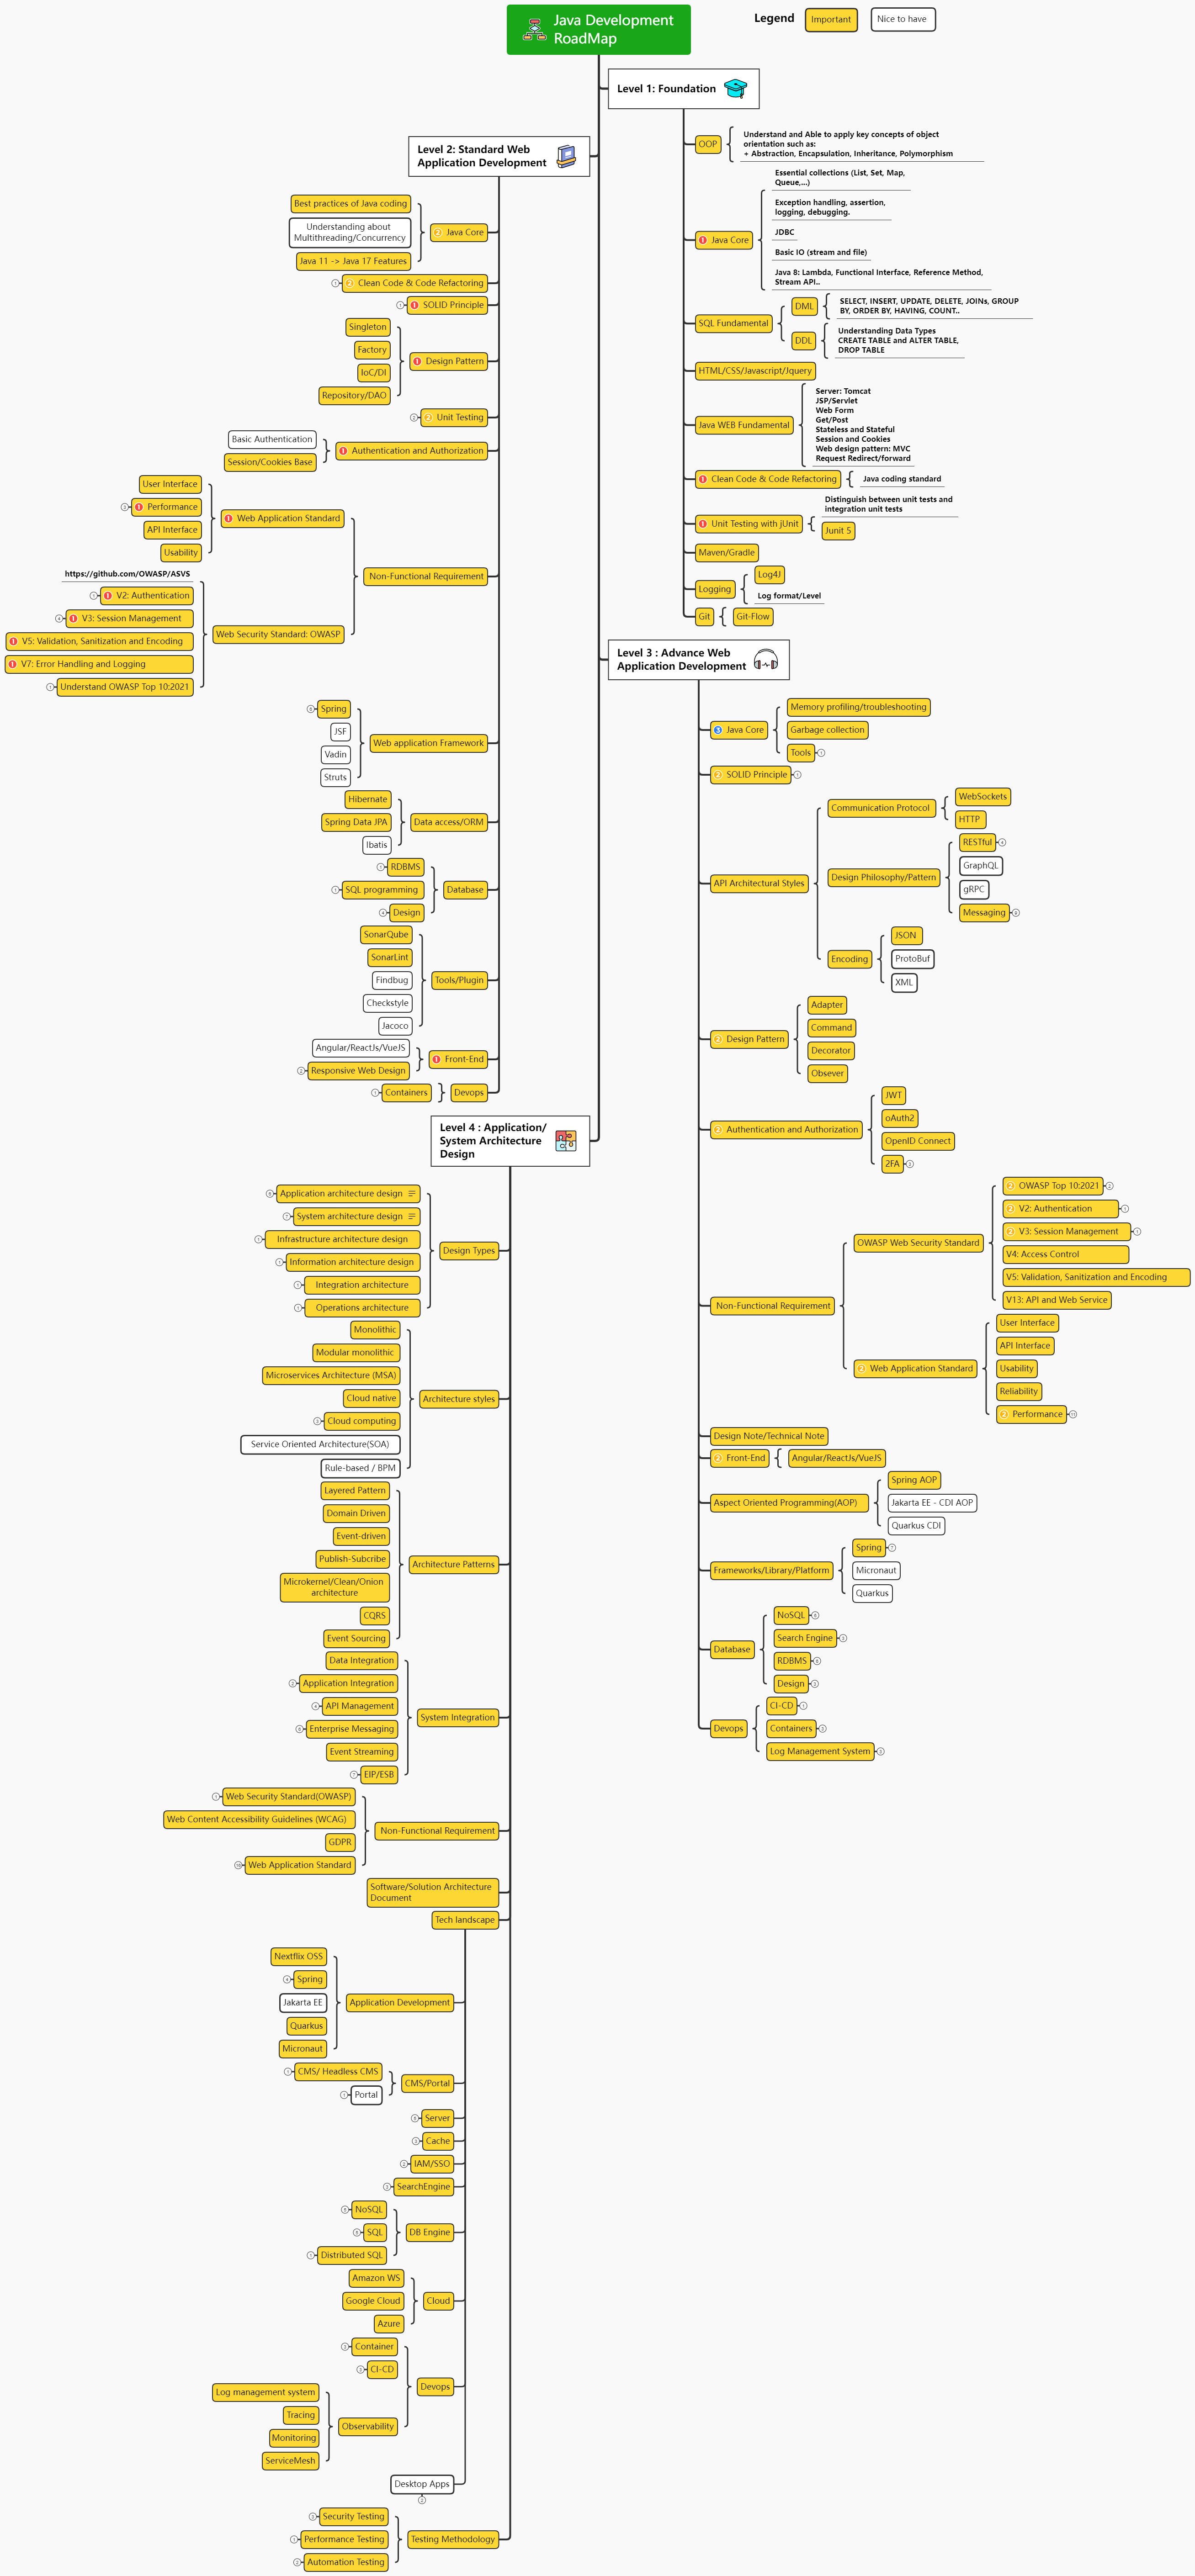 Java Development
RoadMap
Legend
Important
Nice to have
Level 1: Foundation
OOP
Understand and Able to apply key concepts of object
orientation such as:
+ Abstraction, Encapsulation, Inheritance, Polymorphism
Java Core
Essential collections (List, Set, Map,
Queue,...)
Exception handling, assertion,
logging, debugging.
JDBC
Basic IO (stream and file)
Java 8: Lambda, Functional Interface, Reference Method,
Stream API..
SQL Fundamental
DML
SELECT, INSERT, UPDATE, DELETE, JOINs, GROUP
BY, ORDER BY, HAVING, COUNT..
DDL
Understanding Data Types
CREATE TABLE and ALTER TABLE,
DROP TABLE
HTML/CSS/Javascript/Jquery
Java WEB Fundamental
Server: Tomcat
JSP/Servlet
Web Form
Get/Post
Stateless and Stateful
Session and Cookies
Web design pattern: MVC
Request Redirect/forward
Clean Code & Code Refactoring
Java coding standard
Unit Testing with jUnit
Distinguish between unit tests and
integration unit tests
Junit 5
Maven/Gradle
Logging
Log4J
Log format/Level
Git
Git-Flow
Level 2: Standard Web
Application Development
Java Core
Best practices of Java coding
Understanding about
Multithreading/Concurrency
Java 11 -> Java 17 Features
Clean Code & Code Refactoring
SOLID Principle
Design Pattern
Singleton
Factory
IoC/DI
Repository/DAO
Unit Testing
Authentication and Authorization
Basic Authentication
Session/Cookies Base
Non-Functional Requirement
Web Application Standard
User Interface
Performance
API Interface
Usability
Web Security Standard: OWASP
https://github.com/OWASP/ASVS
V2: Authentication
V3: Session Management
V5: Validation, Sanitization and Encoding
V7: Error Handling and Logging
Understand OWASP Top 10:2021
Web application Framework
Spring
JSF
Vadin
Struts
Data access/ORM
Hibernate
Spring Data JPA
Ibatis
Database
RDBMS
SQL programming
Design
Tools/Plugin
SonarQube
SonarLint
Findbug
Checkstyle
Jacoco
Front-End
Angular/ReactJs/VueJS
Responsive Web Design
Devops
Containers
Level 3 : Advance Web
Application Development
Java Core
Memory profiling/troubleshooting
Garbage collection
Tools
SOLID Principle
API Architectural Styles
Communication Protocol
WebSockets
HTTP
Design Philosophy/Pattern
RESTful
GraphQL
gRPC
Messaging
Encoding
JSON
ProtoBuf
XML
Design Pattern
Adapter
Command
Decorator
Obsever
Authentication and Authorization
JWT
oAuth2
OpenID Connect
2FA
Non-Functional Requirement
OWASP Web Security Standard
OWASP Top 10:2021
V2: Authentication
V3: Session Management
V4: Access Control
V5: Validation, Sanitization and Encoding
V13: API and Web Service
Web Application Standard
User Interface
API Interface
Usability
Reliability
Performance
Design Note/Technical Note
Front-End
Angular/ReactJs/VueJS
Aspect Oriented Programming(AOP)
Spring AOP
Jakarta EE - CDI AOP
Quarkus CDI
Frameworks/Library/Platform
Spring
Micronaut
Quarkus
Database
NoSQL
Search Engine
RDBMS
Design
Devops
CI-CD
Containers
Log Management System
Level 4 : Application/
System Architecture
Design
Design Types
Application architecture design
System architecture design
Infrastructure architecture design
Information architecture design
Integration architecture
Operations architecture
Architecture styles
Monolithic
Modular monolithic
Microservices Architecture (MSA)
Cloud native
Cloud computing
Service Oriented Architecture(SOA)
Rule-based / BPM
Architecture Patterns
Layered Pattern
Domain Driven
Event-driven
Publish-Subcribe
Microkernel/Clean/Onion
architecture
CQRS
Event Sourcing
System Integration
Data Integration
Application Integration
API Management
Enterprise Messaging
Event Streaming
EIP/ESB
Non-Functional Requirement
Web Security Standard(OWASP)
Web Content Accessibility Guidelines (WCAG)
GDPR
Web Application Standard
Software/Solution Architecture
Document
Tech landscape
Application Development
Nextflix OSS
Spring
Jakarta EE
Quarkus
Micronaut
CMS/Portal
CMS/ Headless CMS
Portal
Server
Cache
IAM/SSO
SearchEngine
DB Engine
NoSQL
SQL
Distributed SQL
Cloud
Amazon WS
Google Cloud
Azure
Devops
Container
CI-CD
Observability
Log management system
Tracing
Monitoring
ServiceMesh
Desktop Apps
Testing Methodology
Security Testing
Performance Testing
Automation Testing